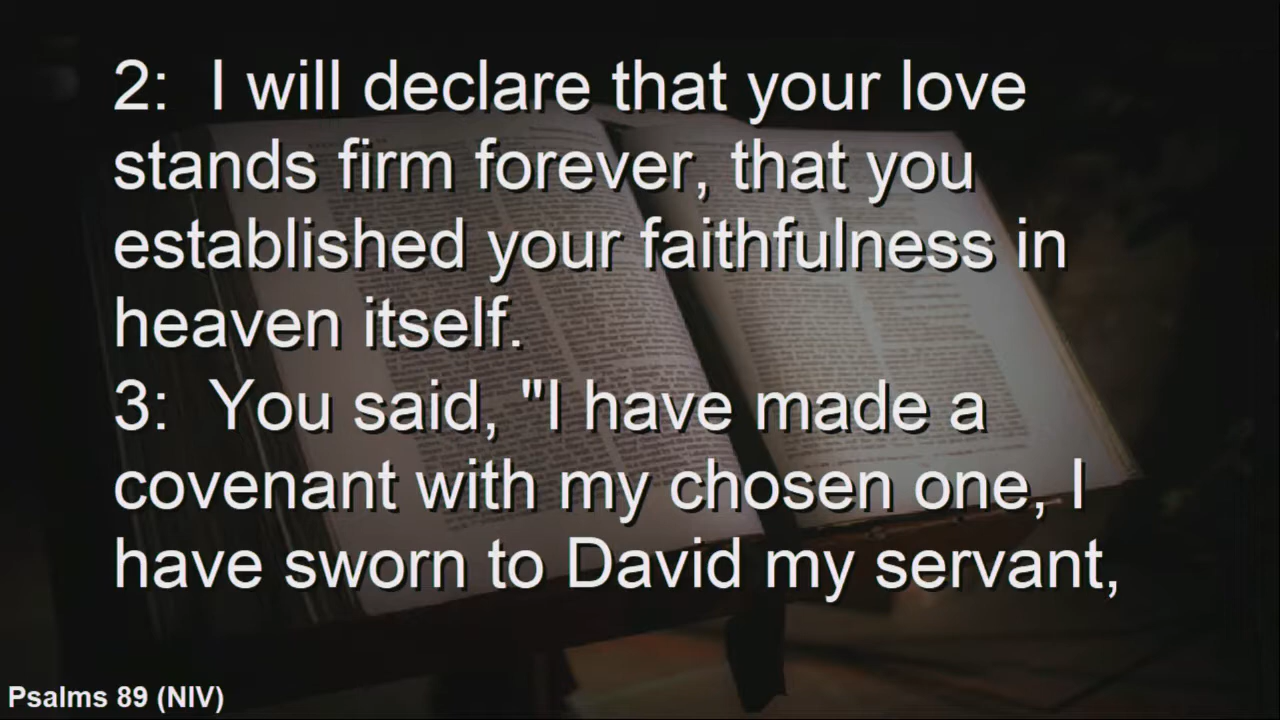 2: I will declare that your love
stands firm forever, that you
established your faithfulness in
heaven itself.
3: You said, "I have made a
covenant with my chosen one, I
have sworn to David my servant,
Psalms 89 (NIV)